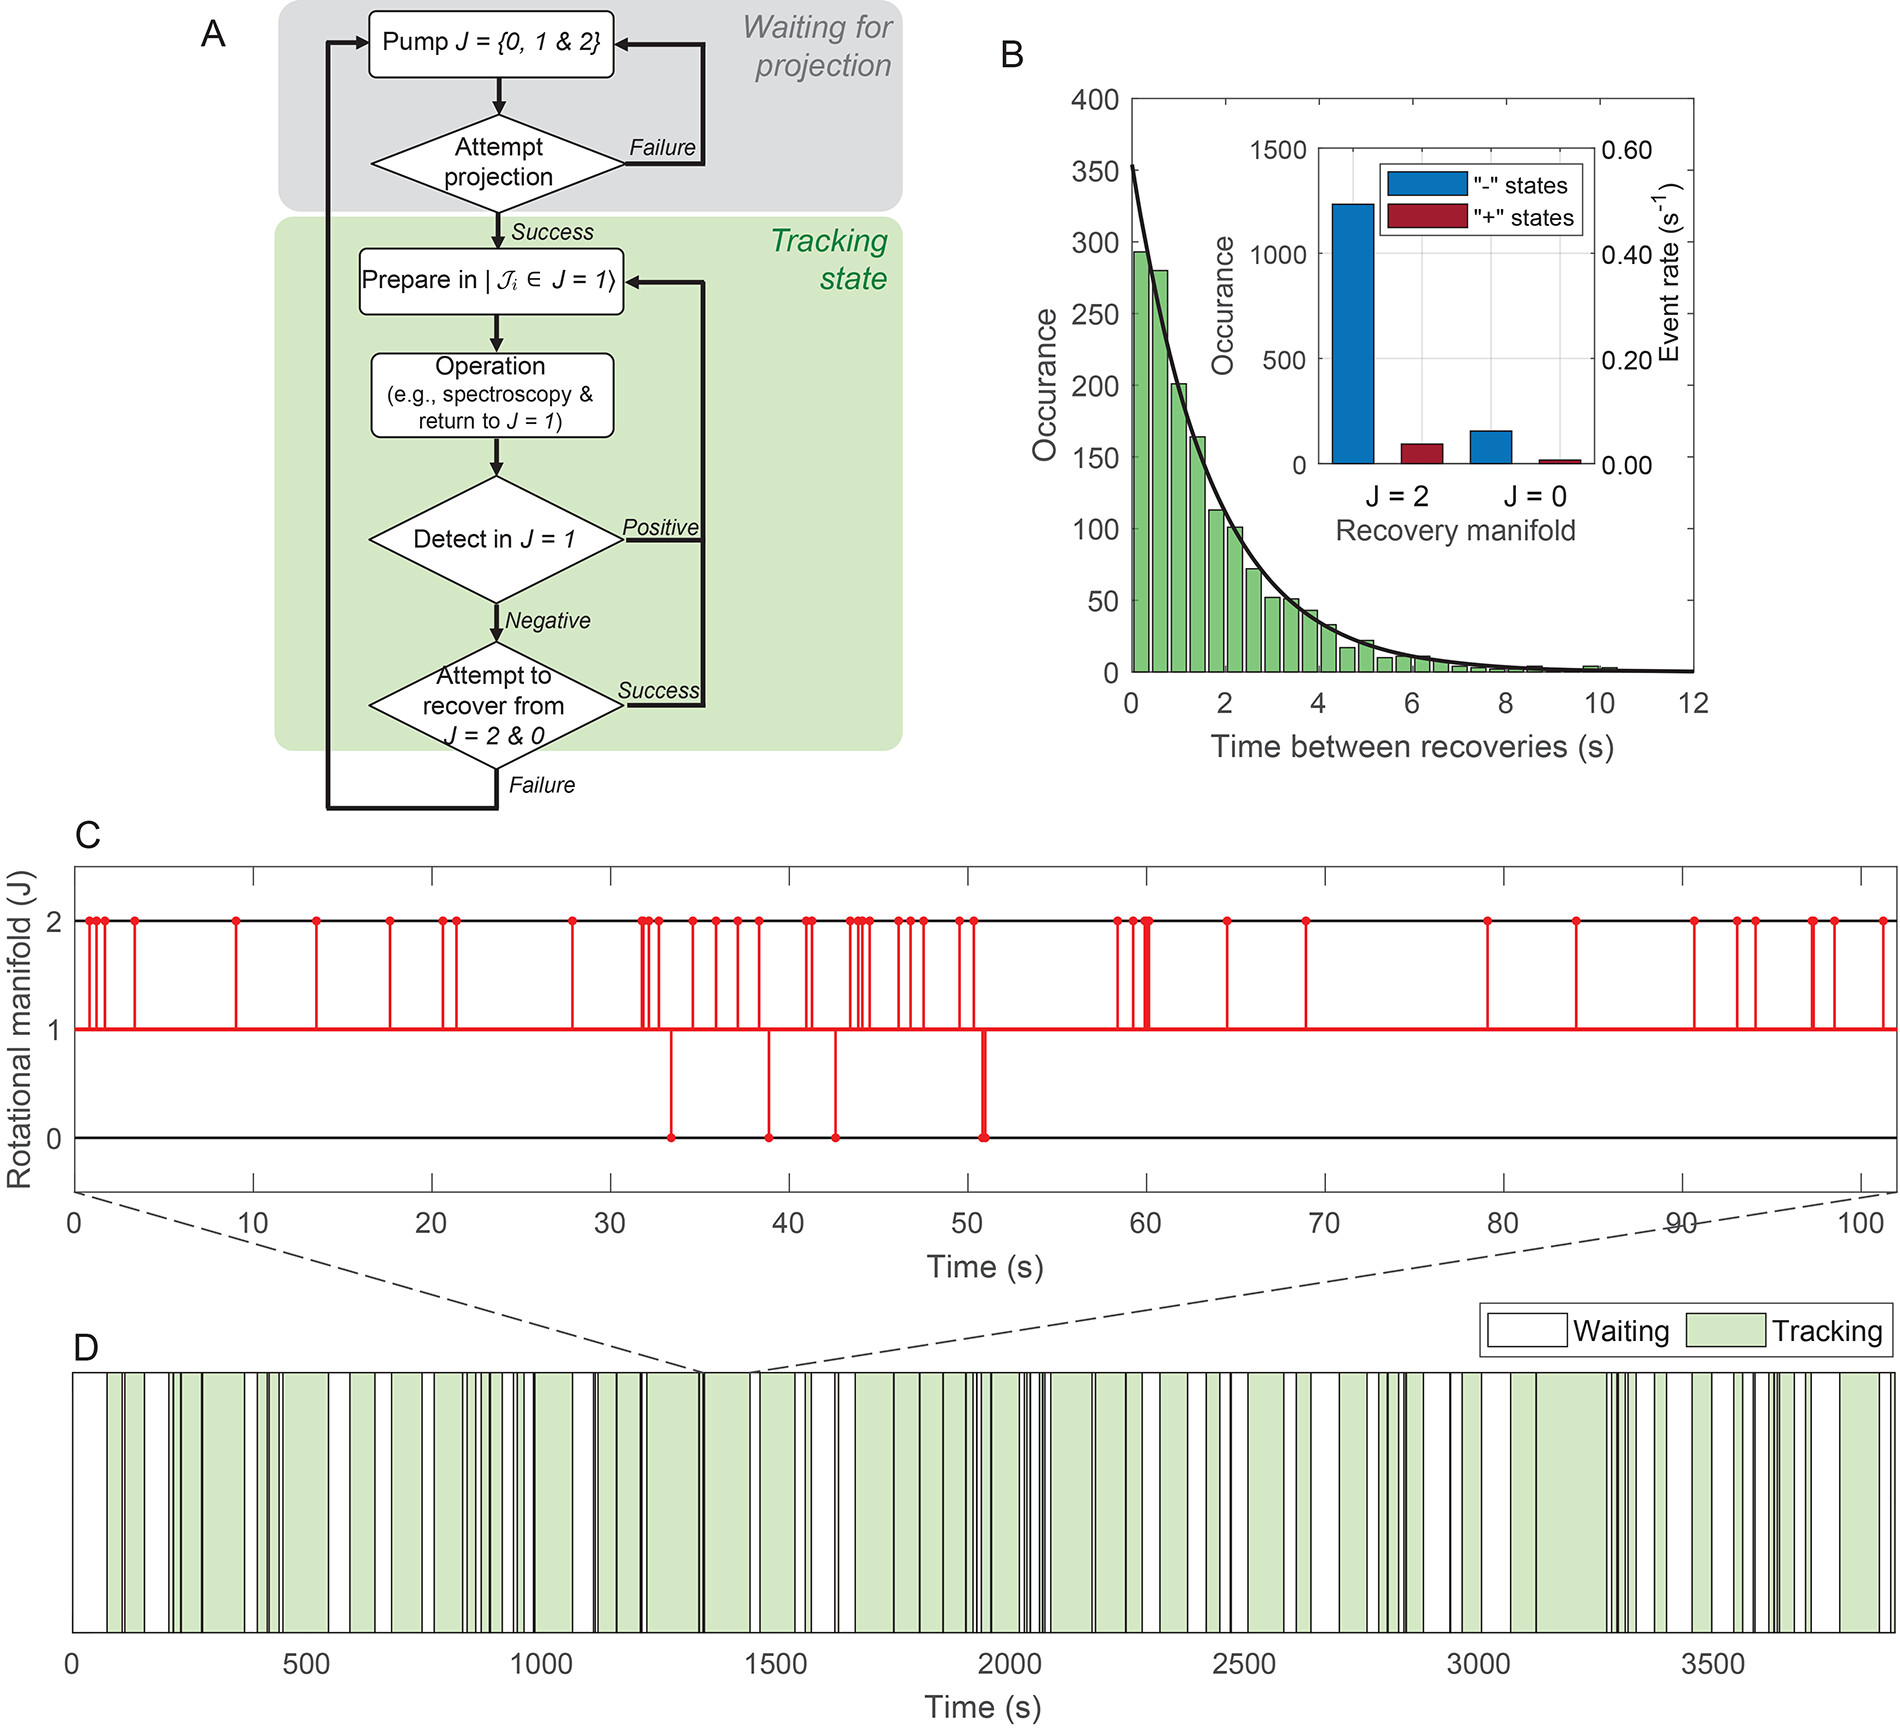 A
Waiting for
projection
Pump J = {0, 1 & 2}
Attempt
projection
Failure
Success
Tracking
state
Prepare in | 𝒥i ∈ J = 1⟩
Operation
(e.g., spectroscopy &
return to J = 1)
Detect in J = 1
Positive
Negative
Attempt to
recover from
J = 2 & 0
Success
Failure
B
400
350
300
250
200
150
100
50
0
Occurance
0 2 4 6 8 10 12
Time between recoveries (s)
1500
1000
500
0
Occurance
"-" states
"+" states
0.60
0.40
0.20
0.00
Event rate (s-1)
J = 2 J = 0
Recovery manifold
C
Rotational manifold (J)
2
1
0
0 10 20 30 40 50 60 70 80 90 100
Time (s)
Waiting Tracking
D
0 500 1000 1500 2000 2500 3000 3500
Time (s)